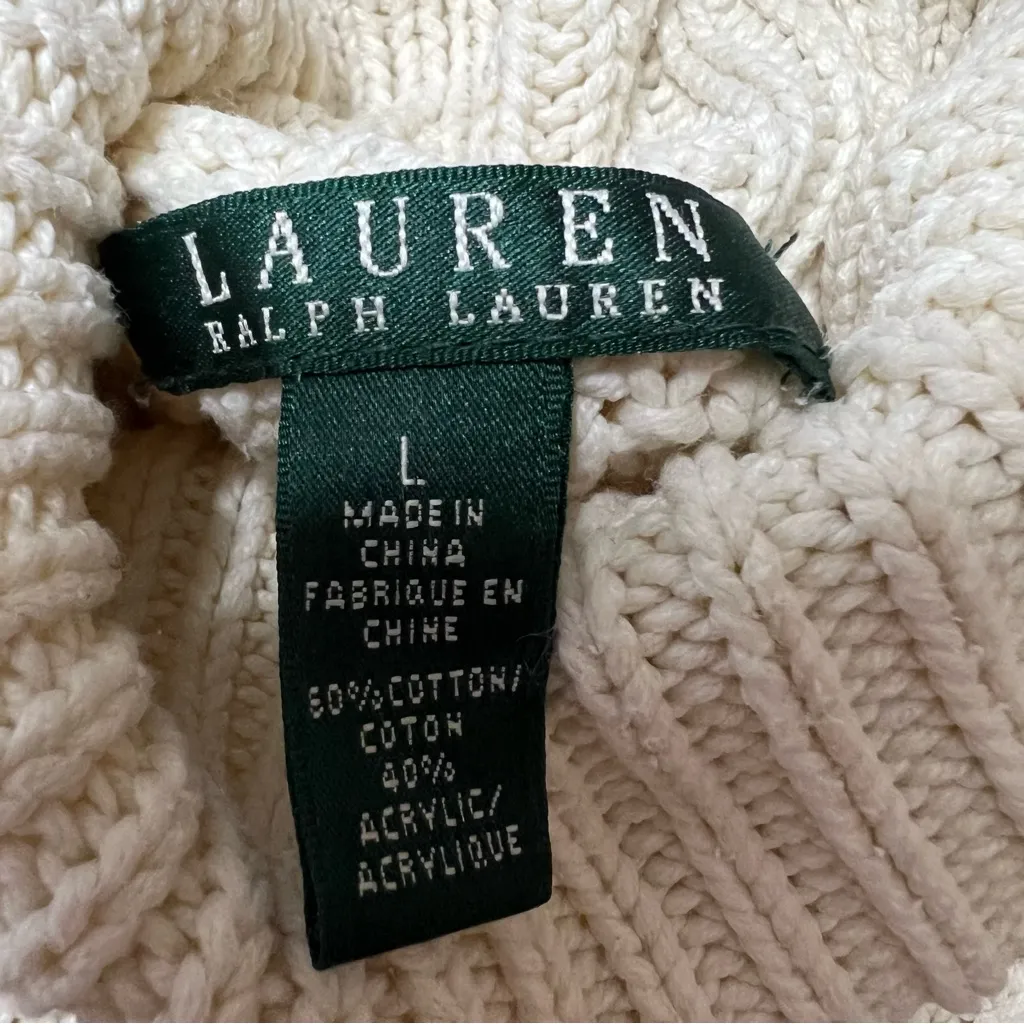 LAUREN
RALPH LAUREN
L
MADE IN
CHINA
FABRIQUE EN
CHINE
60% COTTON/
COTON
40%
ACRYLIC/
ACRYLIQUE